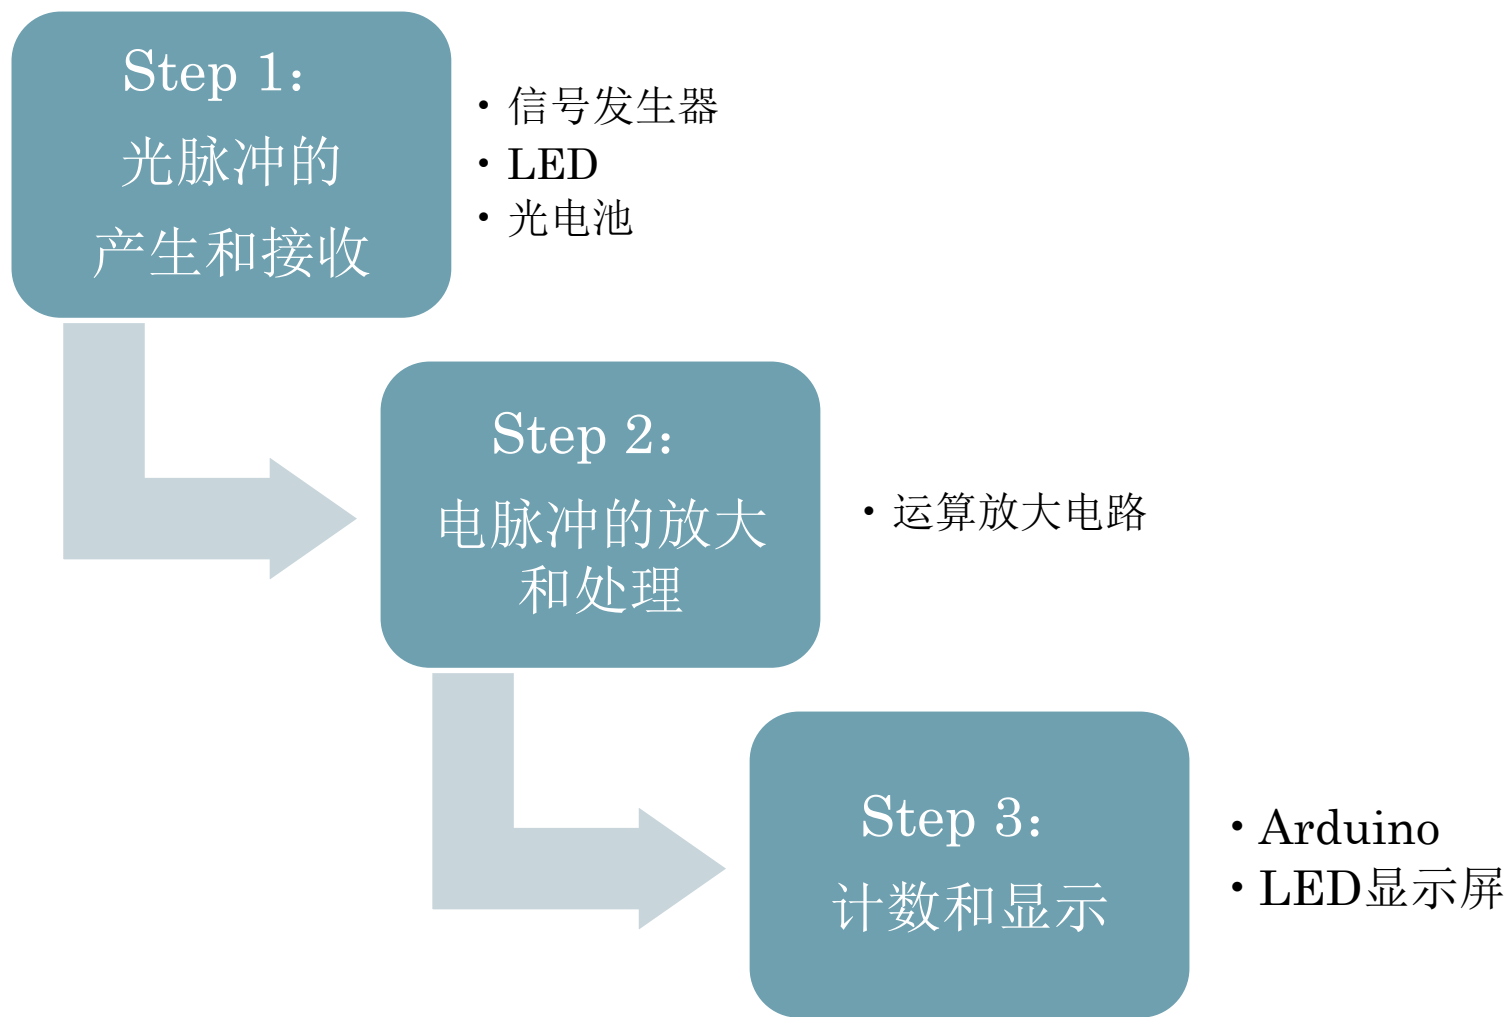 Step 1:
光脉冲的
产生和接收
・信号发生器
・LED
・光电池
Step 2:
电脉冲的放大
和处理
・运算放大电路
Step 3:
计数和显示
・Arduino
・LED显示屏